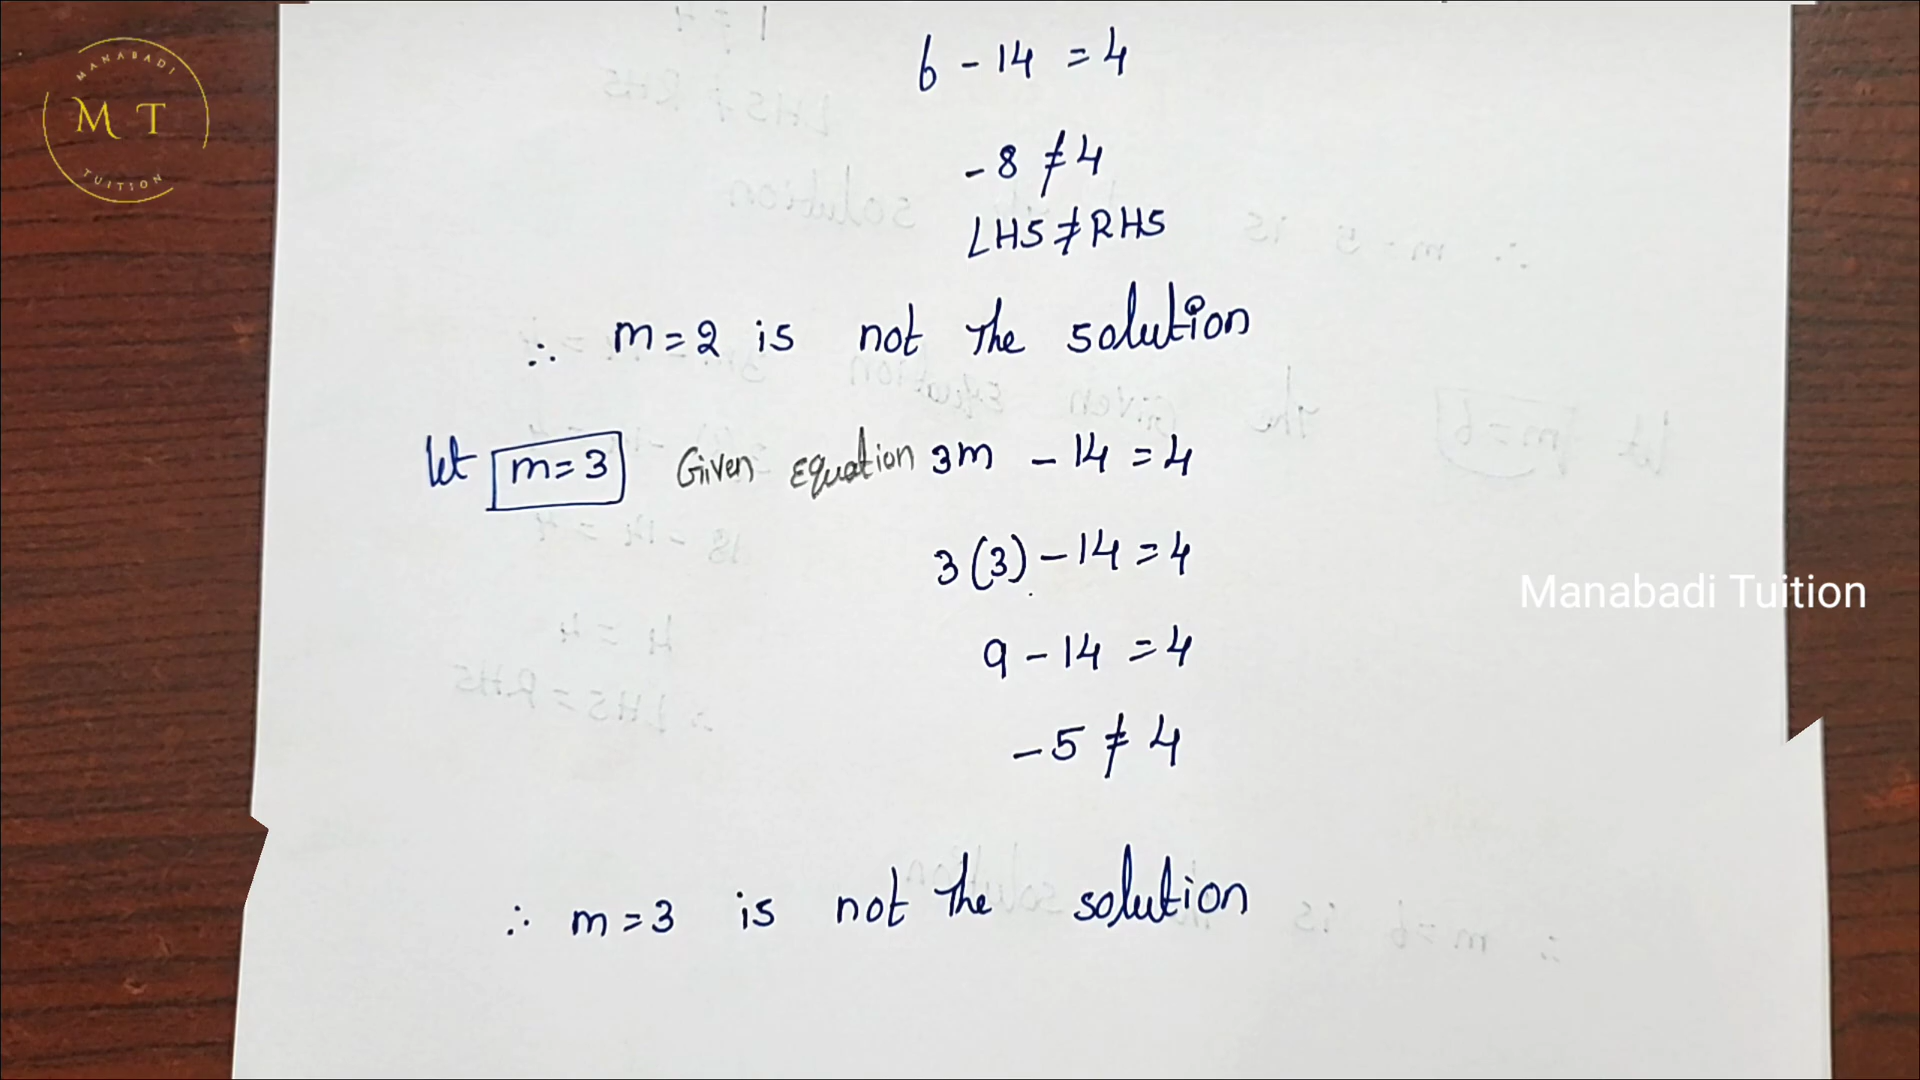 MANABADI
M T
TUITION
6 - 14 = 4
-8 ≠ 4
LHS ≠ RHS
∴ m=2 is not the solution
let m=3 Given Equation 3m - 14 = 4
3(3) - 14 = 4
9 - 14 = 4
-5 ≠ 4
Manabadi Tuition
∴ m=3 is not the solution